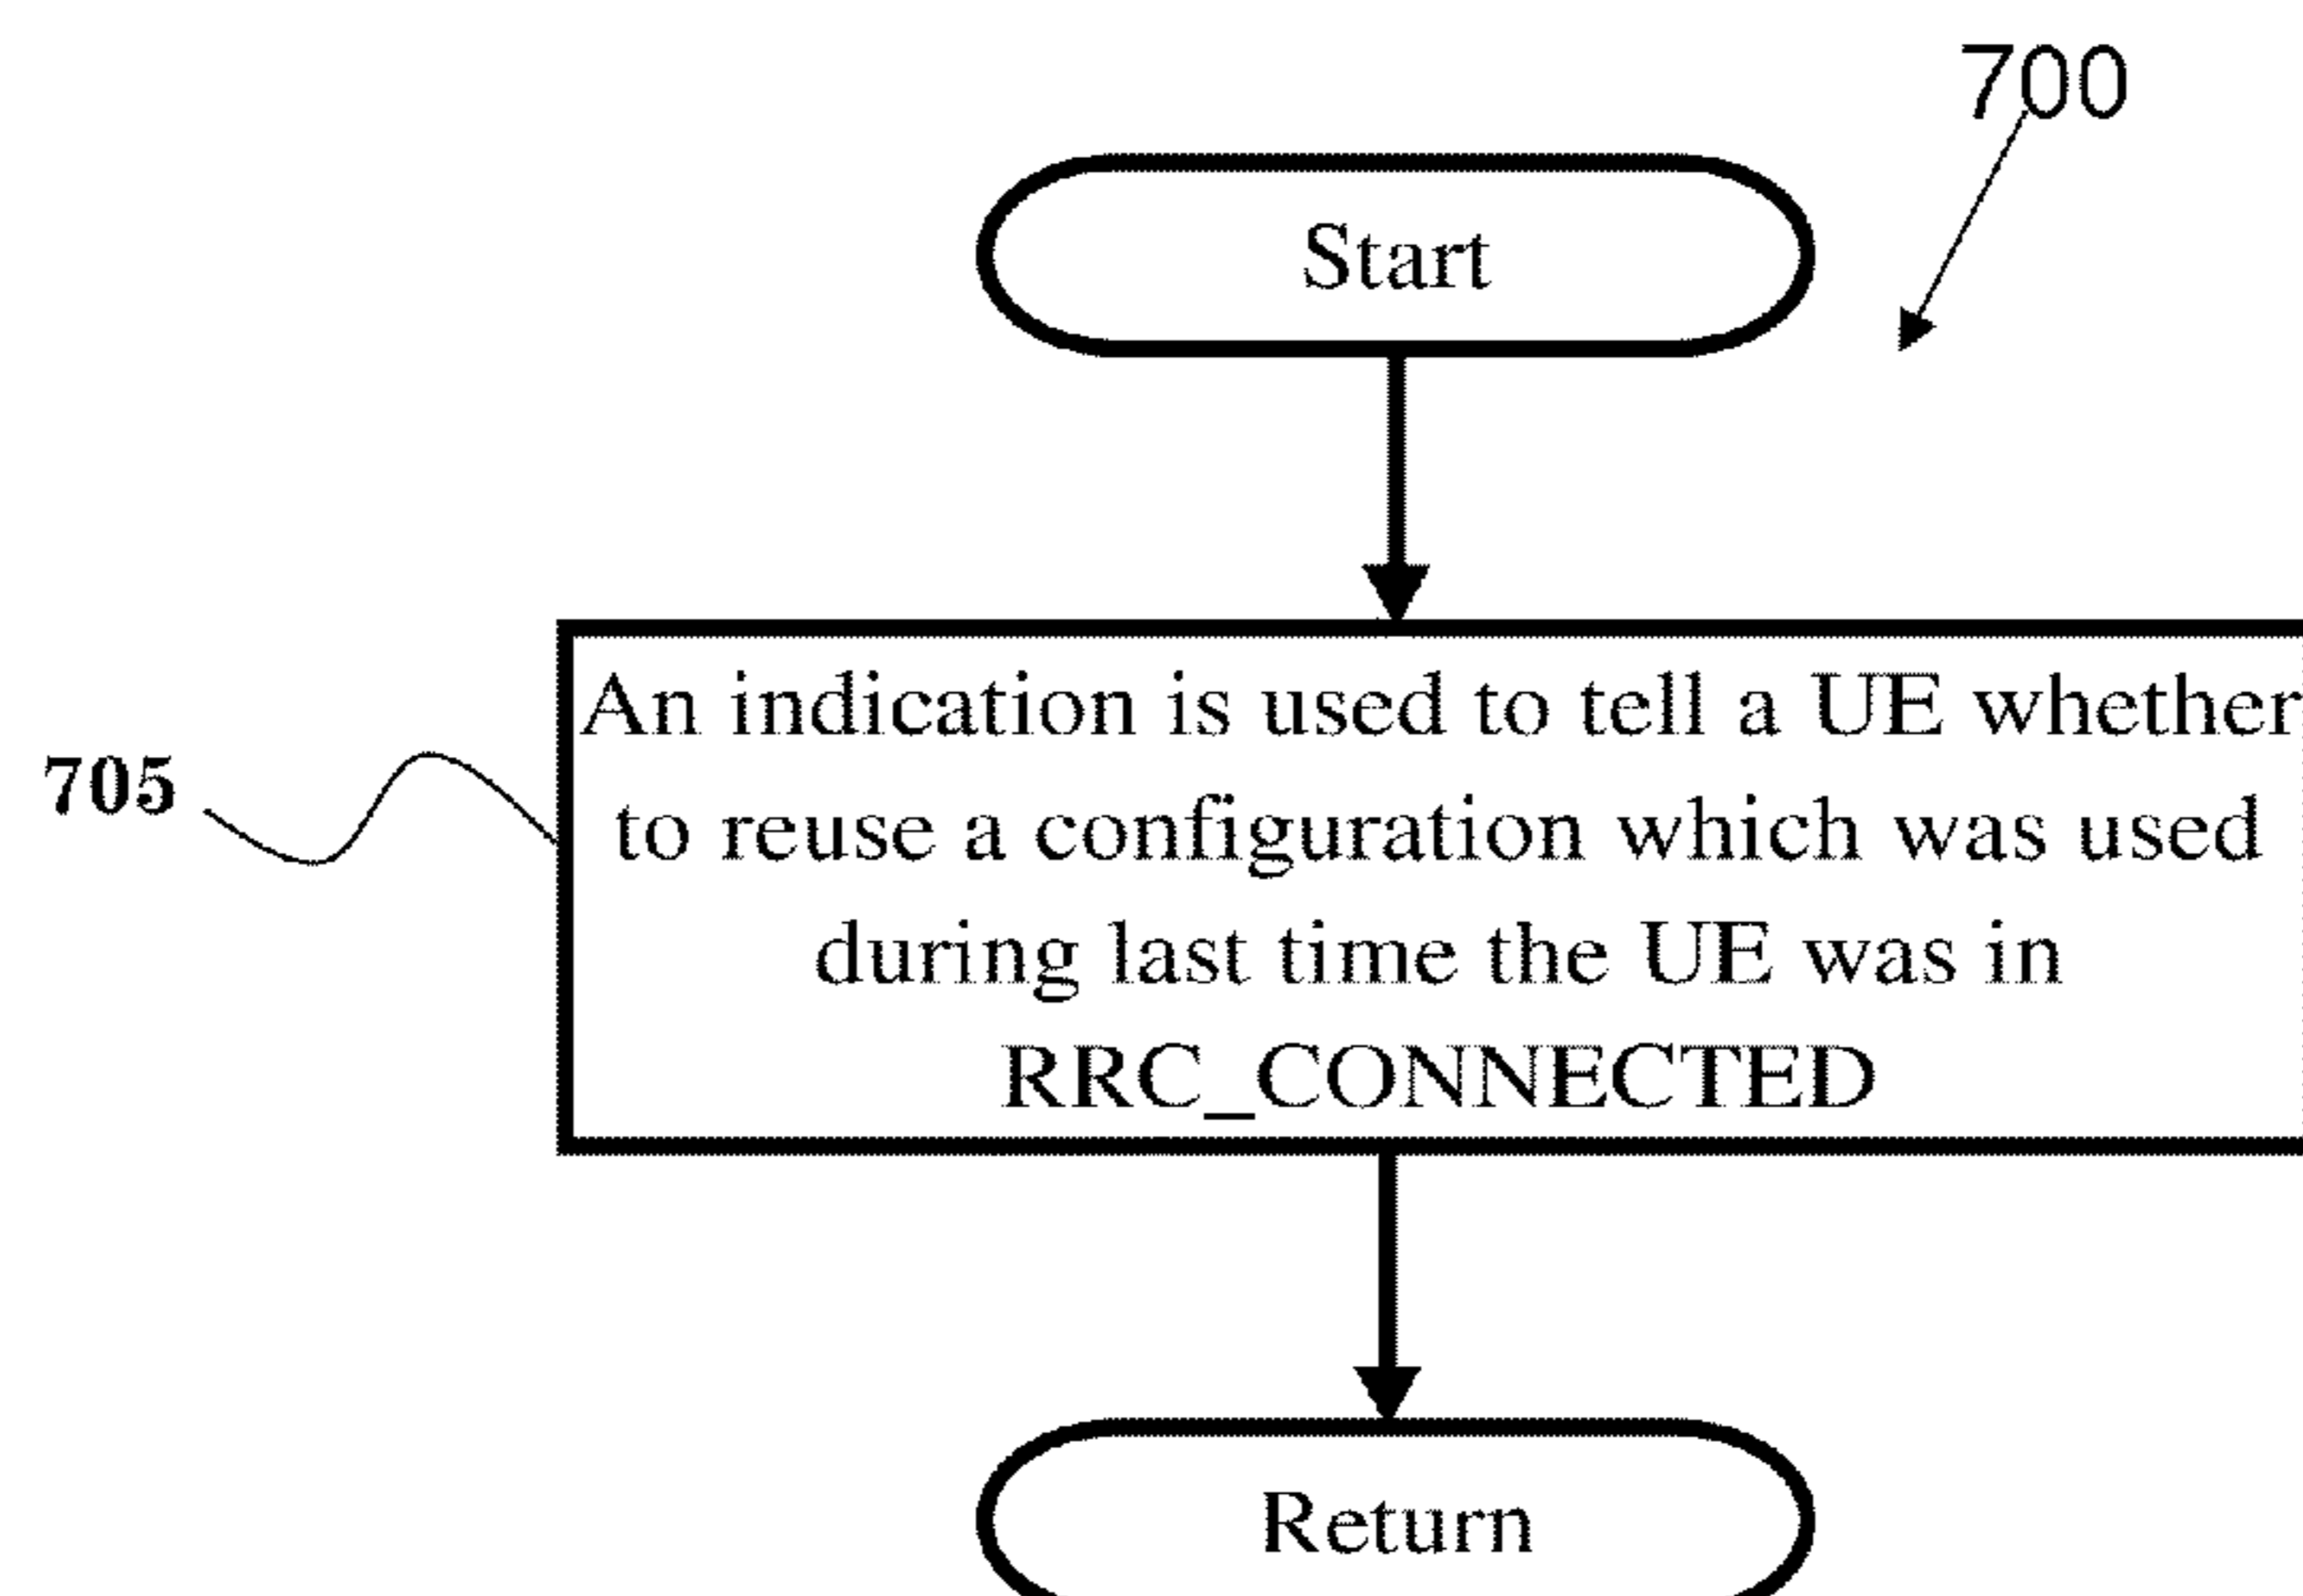 700
Start
An indication is used to tell a UE whether
705
to reuse a configuration which was used
during last time the UE was in
RRC_CONNECTED
Return